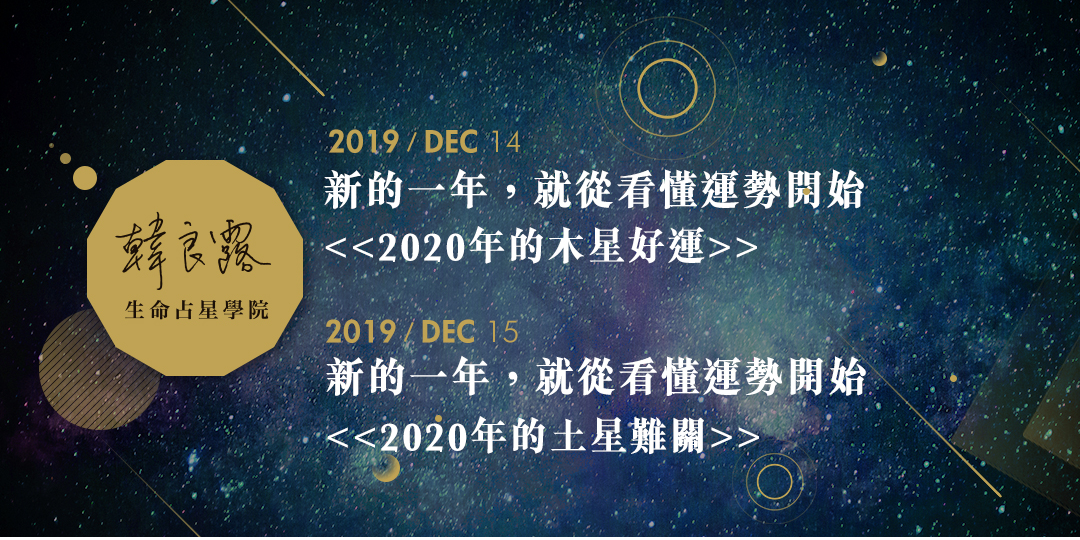 韓良露
生命占星學院
2019 / DEC 14
新的一年，就從看懂運勢開始
<<2020年的木星好運>>
2019 / DEC 15
新的一年，就從看懂運勢開始
<<2020年的土星難關>>